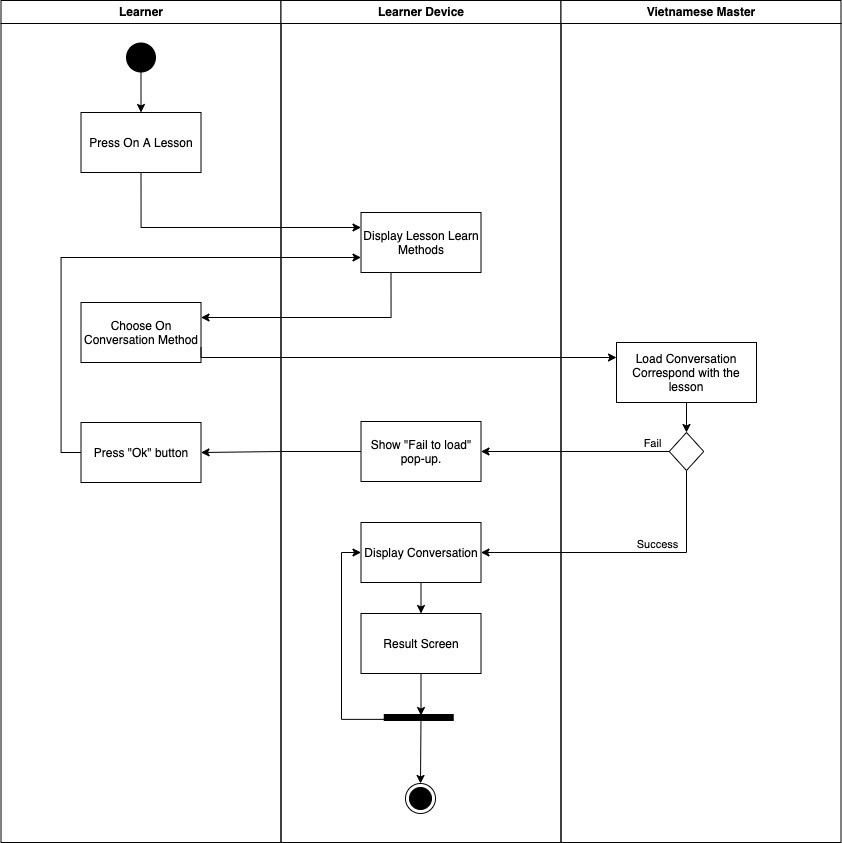 Learner
Learner Device
Vietnamese Master
Press On A Lesson
Display Lesson Learn
Methods
Choose On
Conversation Method
Load Conversation
Correspond with the
lesson
Fail
Show "Fail to load"
pop-up.
Press "Ok" button
Success
Display Conversation
Result Screen